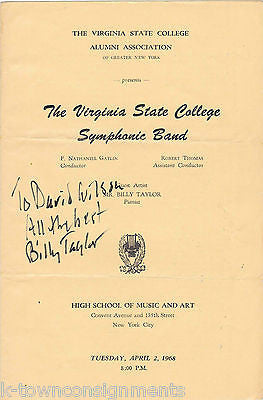 THE VIRGINIA STATE COLLEGE
ALUMNI ASSOCIATION
OF GREATER NEW YORK
presents
The Virginia State College
Symphonic Band
F. NATHANIEL GATLIN
Conductor
ROBERT THOMAS
Assistant Conductor
Guest Artist
MR. BILLY TAYLOR
Pianist
To David Wilson
All the best
Billy Taylor
HIGH SCHOOL OF MUSIC AND ART
Convent Avenue and 135th Street
New York City
TUESDAY, APRIL 2, 1968
8:00 P.M.
k-townconsignments